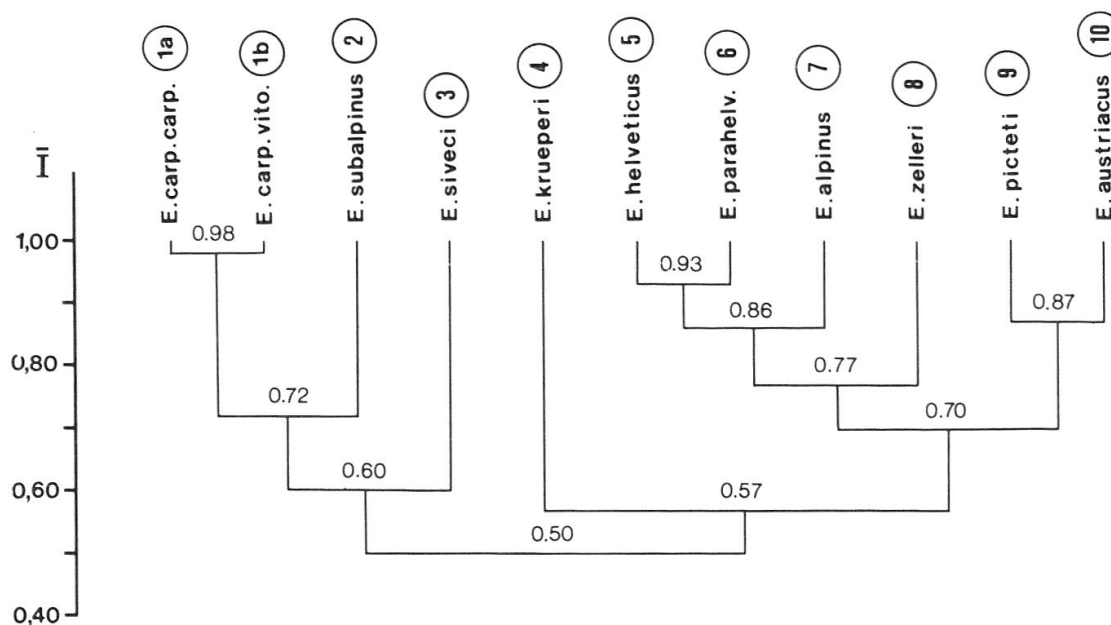 E. carp. carp. 1a
E. carp. vito. 1b
E. subalpinus 2
E. siveci 3
E. krueperi 4
E. helveticus 5
E. parahelv. 6
E. alpinus 7
E. zelleri 8
E. picteti 9
E. austriacus 10
Ī
1,00
0,80
0,60
0,40
0.98
0.93
0.86
0.87
0.77
0.72
0.70
0.60
0.57
0.50